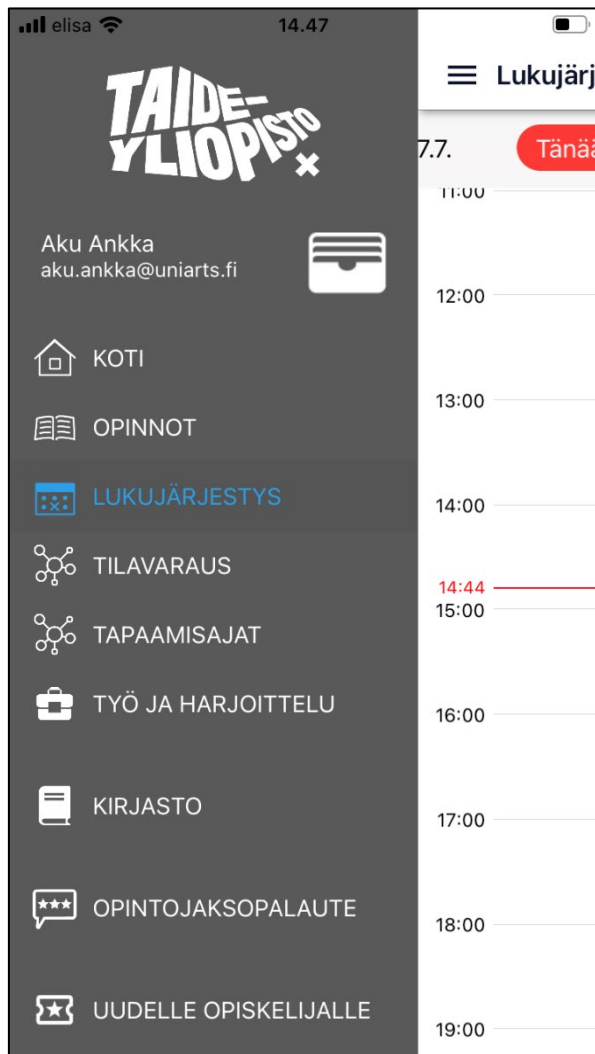 elisa 14.47
TAIDE-
YLIOPISTO
Aku Ankka
aku.ankka@uniarts.fi
KOTI
OPINNOT
LUKUJÄRJESTYS
TILAVARAUS
TAPAAMISAJAT
TYÖ JA HARJOITTELU
KIRJASTO
OPINTOJAKSOPALAUTE
UUDELLE OPISKELIJALLE
Lukujärj
7.7. Tänää
11:00
12:00
13:00
14:00
14:44
15:00
16:00
17:00
18:00
19:00